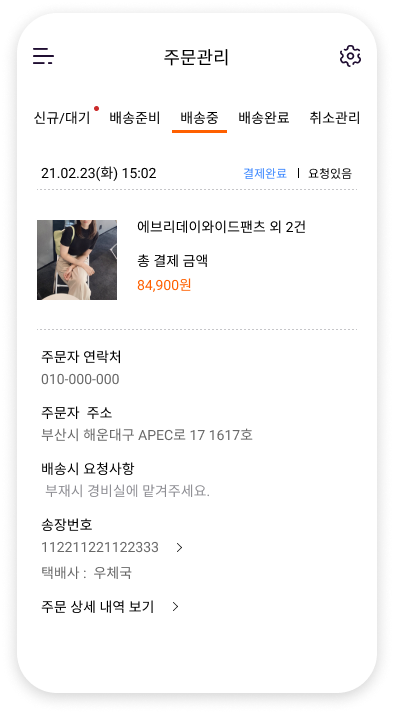 주문관리
신규/대기 배송준비 배송중 배송완료 취소관리
21.02.23(화) 15:02 결제완료 | 요청있음
에브리데이와이드팬츠 외 2건
총 결제 금액
84,900원
주문자 연락처
010-000-000
주문자 주소
부산시 해운대구 APEC로 17 1617호
배송시 요청사항
부재시 경비실에 맡겨주세요.
송장번호
112211221122333 >
택배사 : 우체국
주문 상세 내역 보기 >